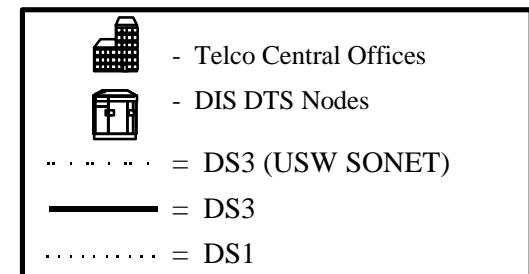 - Telco Central Offices
- DIS DTS Nodes
= DS3 (USW SONET)
= DS3
= DS1